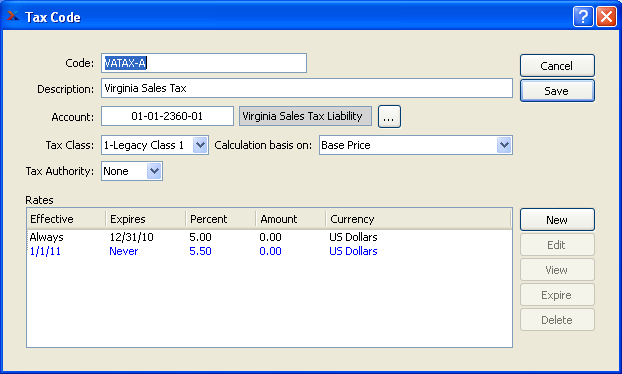 Tax Code
Code: VATAX-A
Cancel
Description: Virginia Sales Tax
Save
Account: 01-01-2360-01 Virginia Sales Tax Liability ...
Tax Class: 1-Legacy Class 1 Calculation basis on: Base Price
Tax Authority: None
Rates
Effective Expires Percent Amount Currency
Always 12/31/10 5.00 0.00 US Dollars
1/1/11 Never 5.50 0.00 US Dollars
New
Edit
View
Expire
Delete